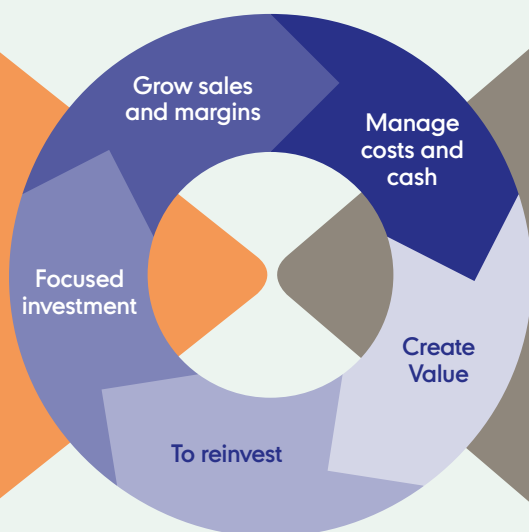 Grow sales
and margins
Manage
costs and
cash
Create
Value
To reinvest
Focused
investment